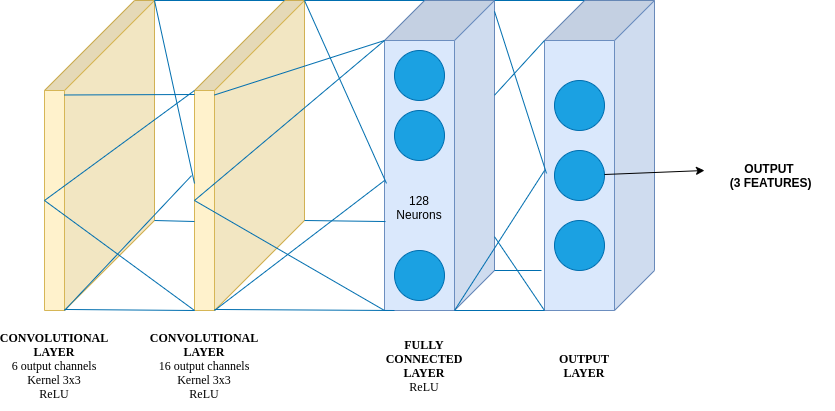 128
Neurons
OUTPUT
(3 FEATURES)
CONVOLUTIONAL
LAYER
6 output channels
Kernel 3x3
ReLU
CONVOLUTIONAL
LAYER
16 output channels
Kernel 3x3
ReLU
FULLY
CONNECTED
LAYER
ReLU
OUTPUT
LAYER